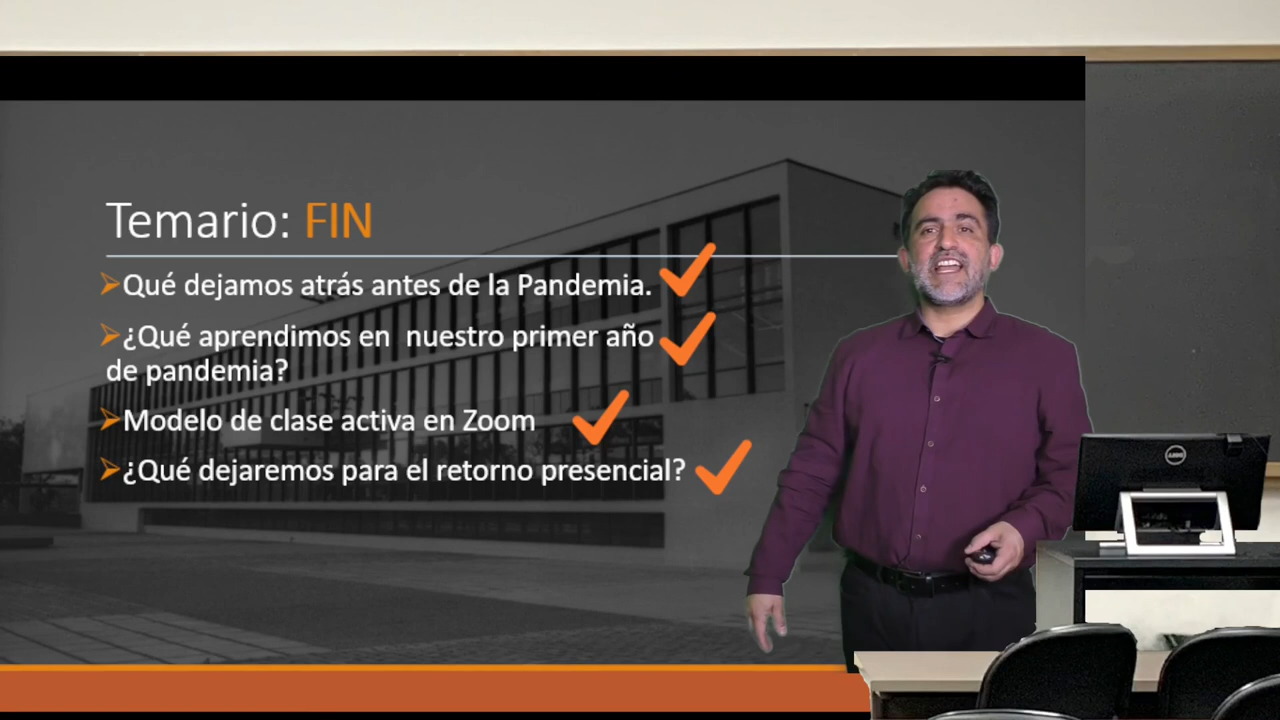 Temario: FIN
Qué dejamos atrás antes de la Pandemia.
¿Qué aprendimos en nuestro primer año
de pandemia?
Modelo de clase activa en Zoom
¿Qué dejaremos para el retorno presencial?
DELL